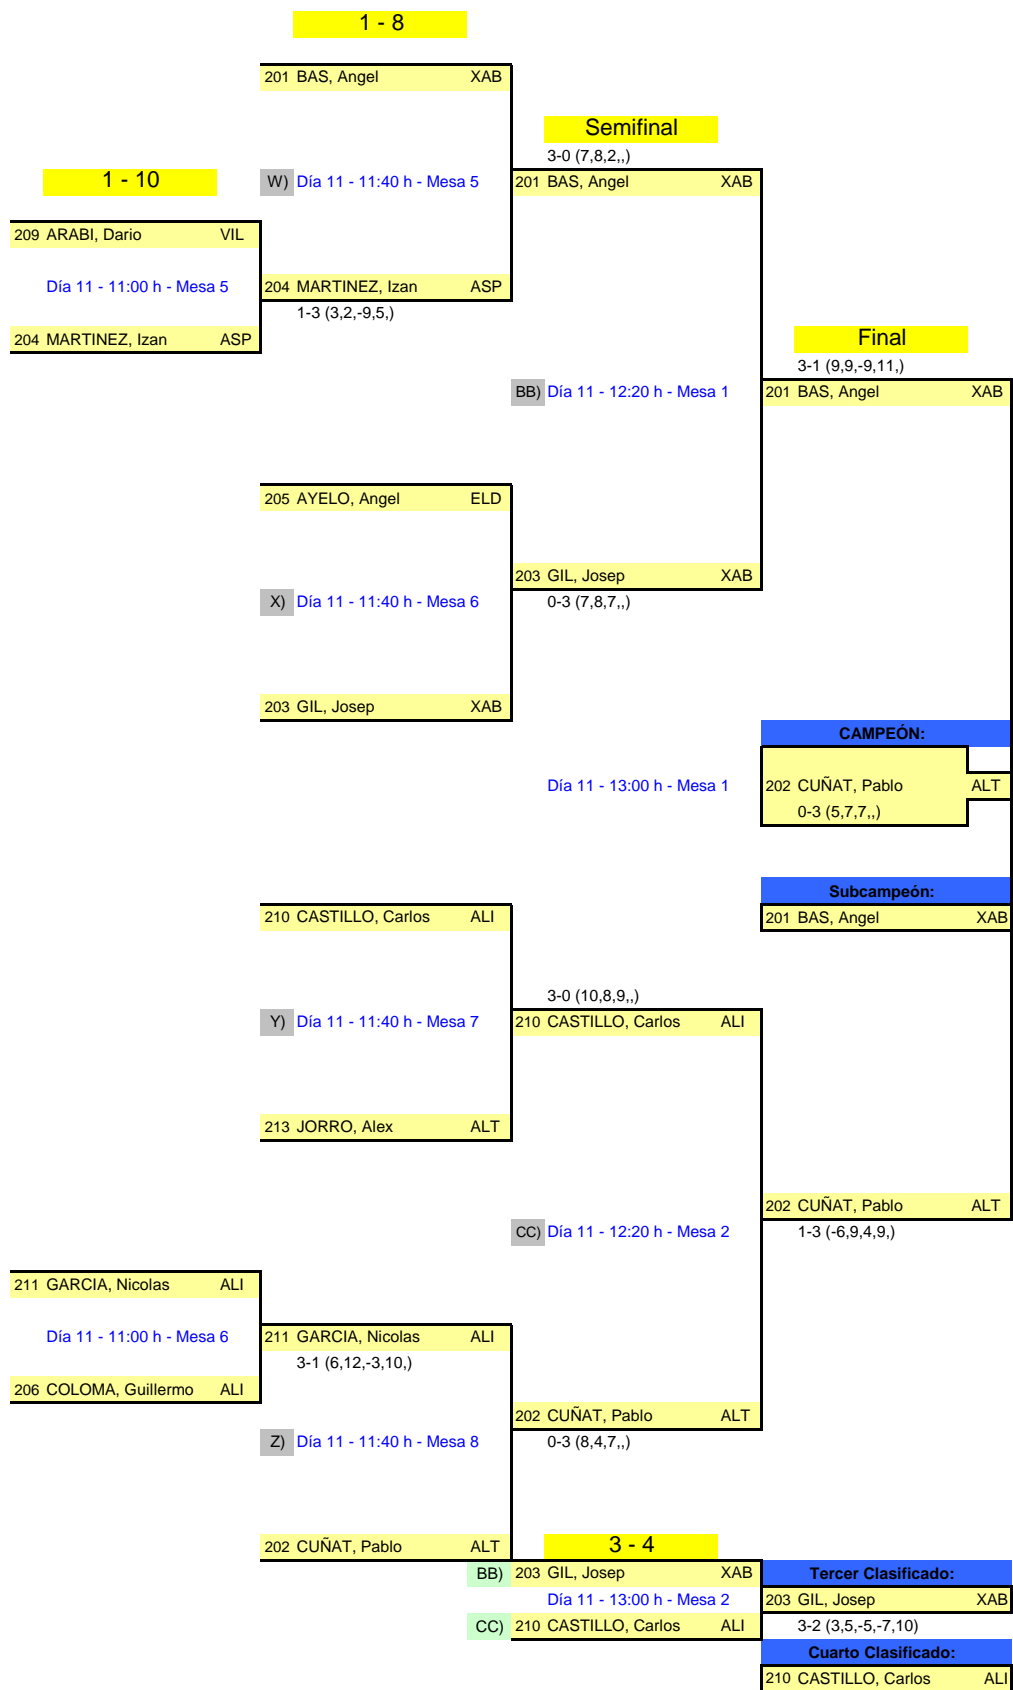 1 - 8
201 BAS, Angel XAB
Semifinal
3-0 (7,8,2,,)
1 - 10
W) Día 11 - 11:40 h - Mesa 5
201 BAS, Angel XAB
209 ARABI, Dario VIL
Día 11 - 11:00 h - Mesa 5
204 MARTINEZ, Izan ASP
1-3 (3,2,-9,5,)
204 MARTINEZ, Izan ASP
Final
3-1 (9,9,-9,11,)
BB) Día 11 - 12:20 h - Mesa 1
201 BAS, Angel XAB
205 AYELO, Angel ELD
203 GIL, Josep XAB
X) Día 11 - 11:40 h - Mesa 6
0-3 (7,8,7,,)
203 GIL, Josep XAB
CAMPEÓN:
Día 11 - 13:00 h - Mesa 1
202 CUÑAT, Pablo ALT
0-3 (5,7,7,,)
Subcampeón:
210 CASTILLO, Carlos ALI
201 BAS, Angel XAB
3-0 (10,8,9,,)
Y) Día 11 - 11:40 h - Mesa 7
210 CASTILLO, Carlos ALI
213 JORRO, Alex ALT
202 CUÑAT, Pablo ALT
CC) Día 11 - 12:20 h - Mesa 2
1-3 (-6,9,4,9,)
211 GARCIA, Nicolas ALI
Día 11 - 11:00 h - Mesa 6
211 GARCIA, Nicolas ALI
3-1 (6,12,-3,10,)
206 COLOMA, Guillermo ALI
202 CUÑAT, Pablo ALT
Z) Día 11 - 11:40 h - Mesa 8
0-3 (8,4,7,,)
202 CUÑAT, Pablo ALT
3 - 4
BB) 203 GIL, Josep XAB
Tercer Clasificado:
Día 11 - 13:00 h - Mesa 2
203 GIL, Josep XAB
CC) 210 CASTILLO, Carlos ALI
3-2 (3,5,-5,-7,10)
Cuarto Clasificado:
210 CASTILLO, Carlos ALI